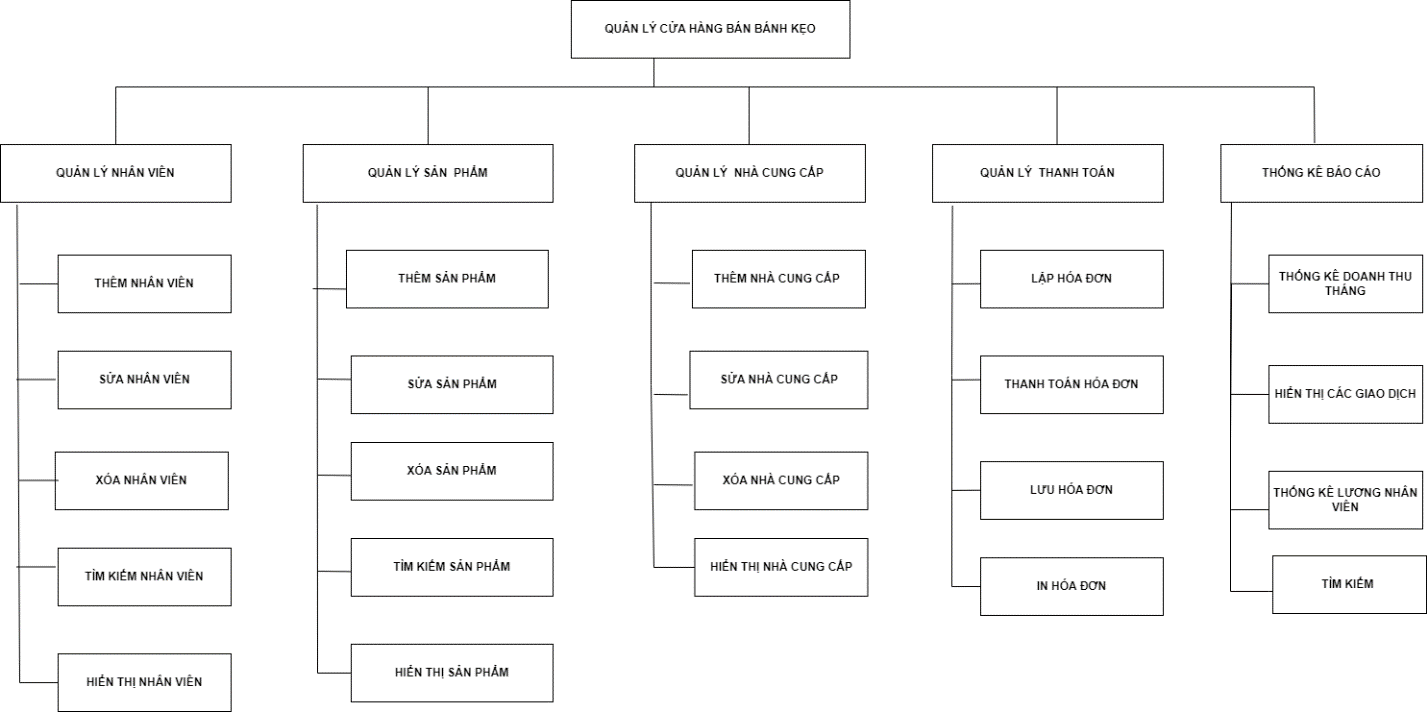 QUẢN LÝ CỬA HÀNG BÁN BÁNH KẸO
QUẢN LÝ NHÂN VIÊN
QUẢN LÝ SẢN PHẨM
QUẢN LÝ NHÀ CUNG CẤP
QUẢN LÝ THANH TOÁN
THỐNG KÊ BÁO CÁO
THÊM NHÂN VIÊN
SỬA NHÂN VIÊN
XÓA NHÂN VIÊN
TÌM KIẾM NHÂN VIÊN
HIỂN THỊ NHÂN VIÊN
THÊM SẢN PHẨM
SỬA SẢN PHẨM
XÓA SẢN PHẨM
TÌM KIẾM SẢN PHẨM
HIỂN THỊ SẢN PHẨM
THÊM NHÀ CUNG CẤP
SỬA NHÀ CUNG CẤP
XÓA NHÀ CUNG CẤP
HIỂN THỊ NHÀ CUNG CẤP
LẬP HÓA ĐƠN
THANH TOÁN HÓA ĐƠN
LƯU HÓA ĐƠN
IN HÓA ĐƠN
THỐNG KÊ DOANH THU
THÁNG
HIỂN THỊ CÁC GIAO DỊCH
THỐNG KÊ LƯƠNG NHÂN
VIÊN
TÌM KIẾM